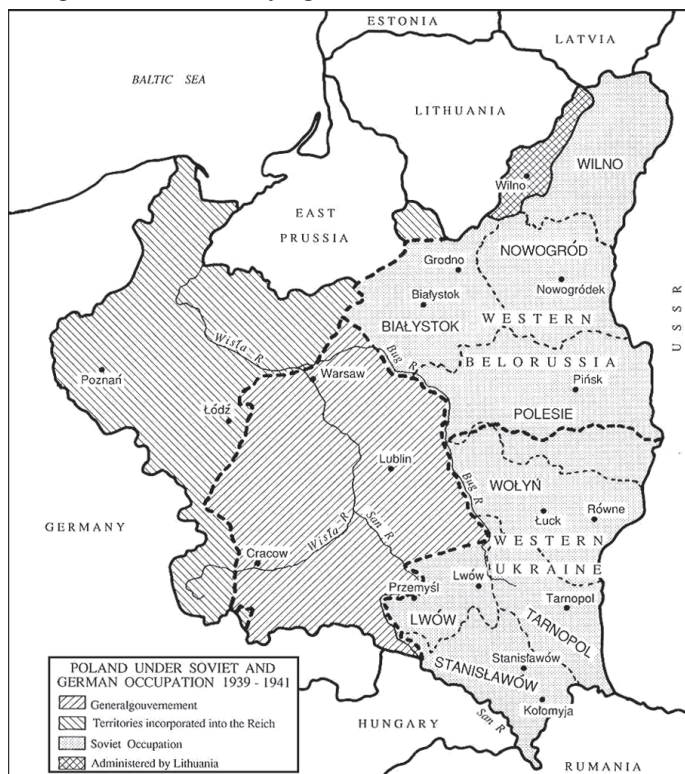 ESTONIA
LATVIA
BALTIC SEA
LITHUANIA
WILNO
Wilno
EAST
PRUSSIA
NOWOGRÓD
Grodno
Nowogródek
Białystok
BIAŁYSTOK
WESTERN
USSR
Wisła-R
Bug R
BELORUSSIA
Poznań
Warsaw
Pińsk
Łódź
POLESIE
Lublin
WOŁYŃ
Bug R
Łuck
Równe
GERMANY
Wisła-R
San R
WESTERN
Cracow
UKRAINE
Przemyśl
Lwów
Tarnopol
LWÓW
TARNOPOL
Stanisławów
STANISŁAWÓW
Kołomyja
San R
HUNGARY
RUMANIA
POLAND UNDER SOVIET AND
GERMAN OCCUPATION 1939 - 1941
Generalgouvernement
Territories incorporated into the Reich
Soviet Occupation
Administered by Lithuania